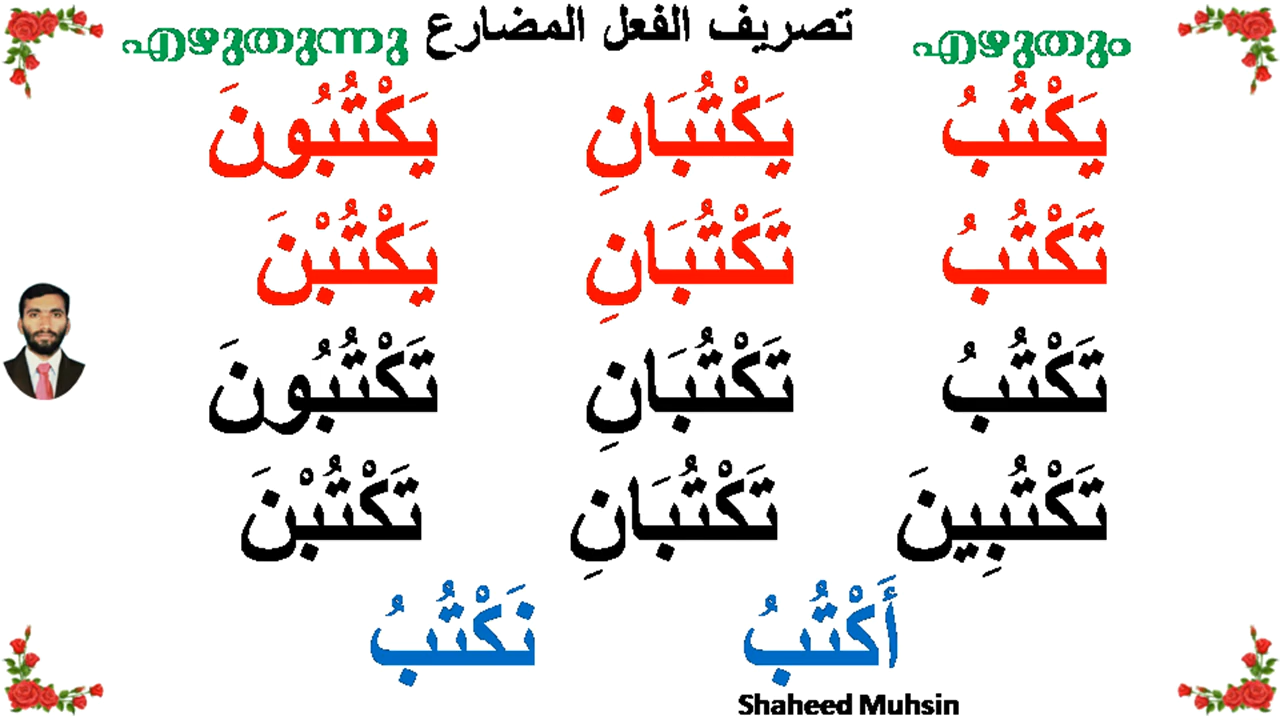 എഴുതും تصريف الفعل المضارع എഴുതുന്നു
يَكْتُبُ يَكْتُبَانِ يَكْتُبُونَ
تَكْتُبُ تَكْتُبَانِ يَكْتُبْنَ
تَكْتُبُ تَكْتُبَانِ تَكْتُبُونَ
تَكْتُبِينَ تَكْتُبَانِ تَكْتُبْنَ
أَكْتُبُ نَكْتُبُ
Shaheed Muhsin